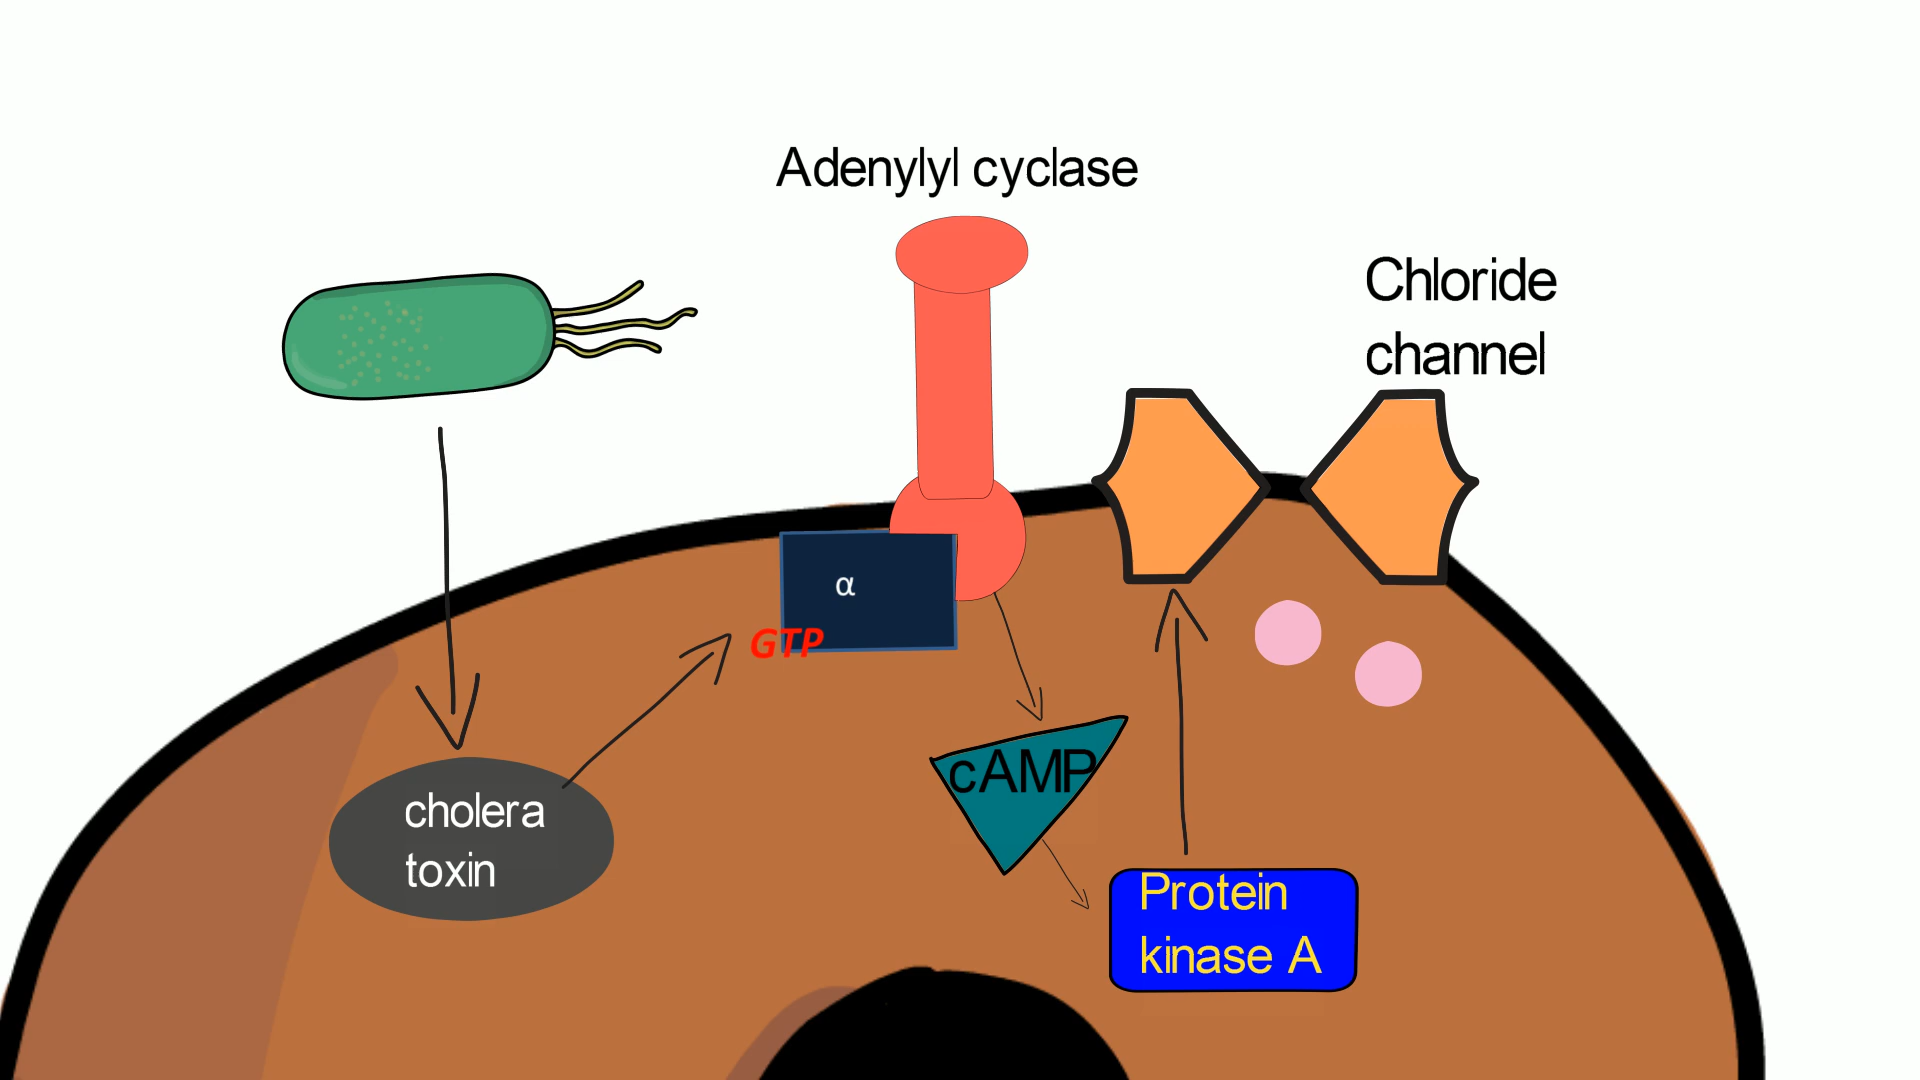 Adenylyl cyclase
Chloride
channel
α
GTP
cAMP
cholera
toxin
Protein
kinase A